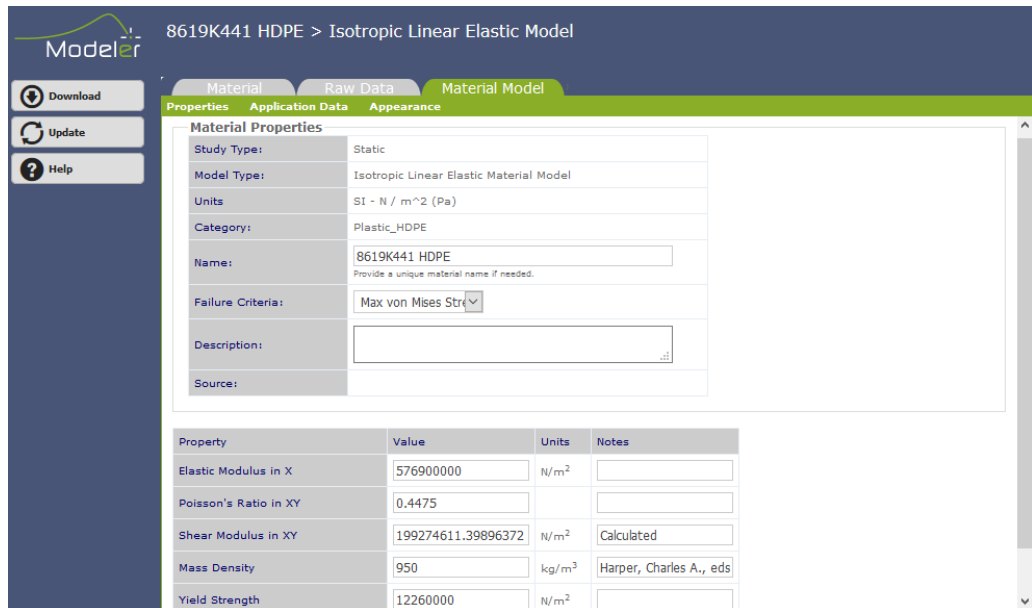 Modeler
8619K441 HDPE > Isotropic Linear Elastic Model
Download
Update
Help
Material Raw Data Material Model
Properties Application Data Appearance
Material Properties
Study Type: Static
Model Type: Isotropic Linear Elastic Material Model
Units SI - N / m^2 (Pa)
Category: Plastic_HDPE
Name: 8619K441 HDPE
Provide a unique material name if needed.
Failure Criteria: Max von Mises Stre
Description:
Source:
Property Value Units Notes
Elastic Modulus in X 576900000 N/m²
Poisson's Ratio in XY 0.4475
Shear Modulus in XY 199274611.39896372 N/m² Calculated
Mass Density 950 kg/m³ Harper, Charles A., eds
Yield Strength 12260000 N/m²